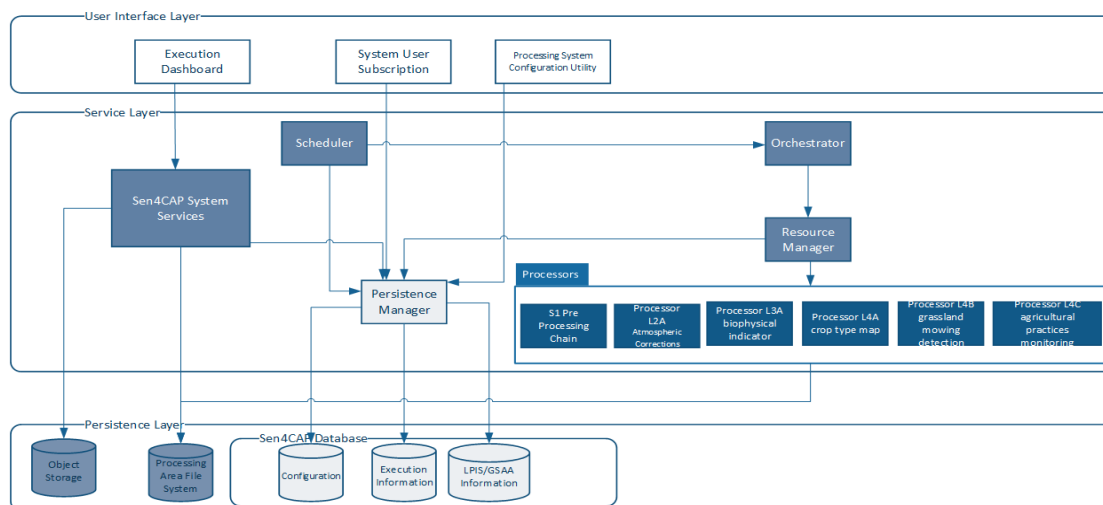 User Interface Layer
Execution
Dashboard
System User
Subscription
Processing System
Configuration Utility
Service Layer
Scheduler
Orchestrator
Sen4CAP System
Services
Resource
Manager
Processors
Persistence
Manager
S1 Pre
Processing
Chain
Processor
L2A
Atmospheric
Corrections
Processor L3A
biophysical
indicator
Processor L4A
crop type map
Processor L4B
grassland
mowing
detection
Processor L4C
agricultural
practices
monitoring
Persistence Layer
Sen4CAP Database
Object
Storage
Processing
Area File
System
Configuration
Execution
Information
LPIS/GSAA
Information